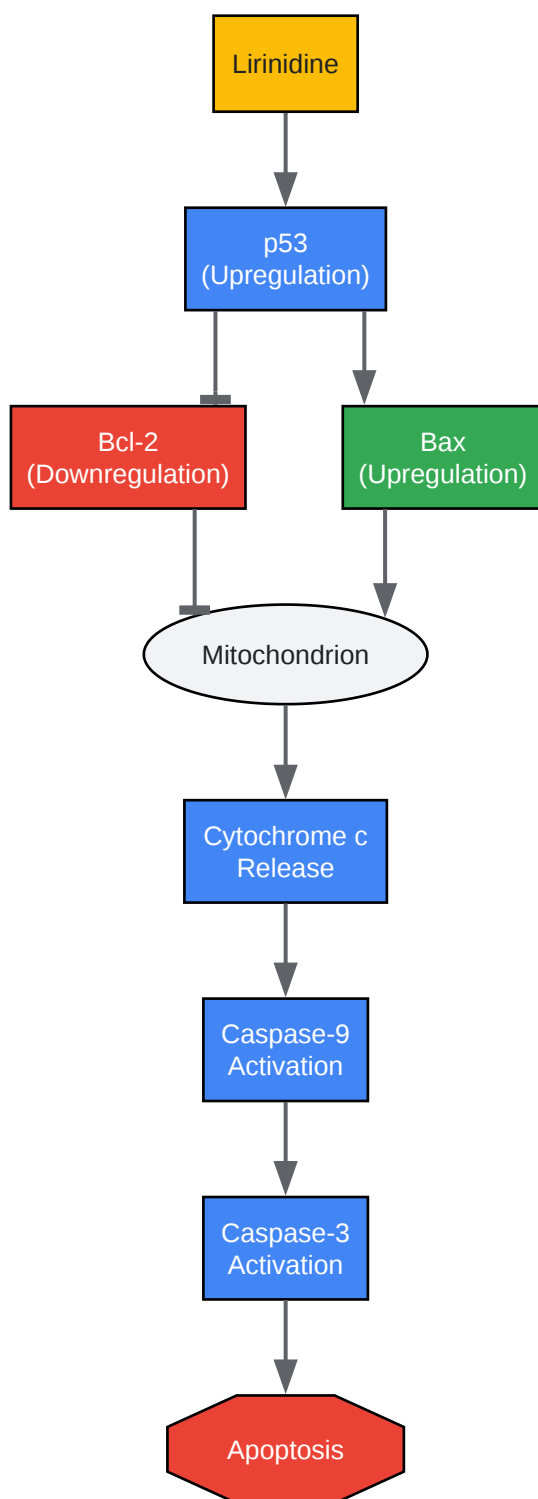 Lirinidine
p53
(Upregulation)
Bcl-2
(Downregulation)
Bax
(Upregulation)
Mitochondrion
Cytochrome c
Release
Caspase-9
Activation
Caspase-3
Activation
Apoptosis